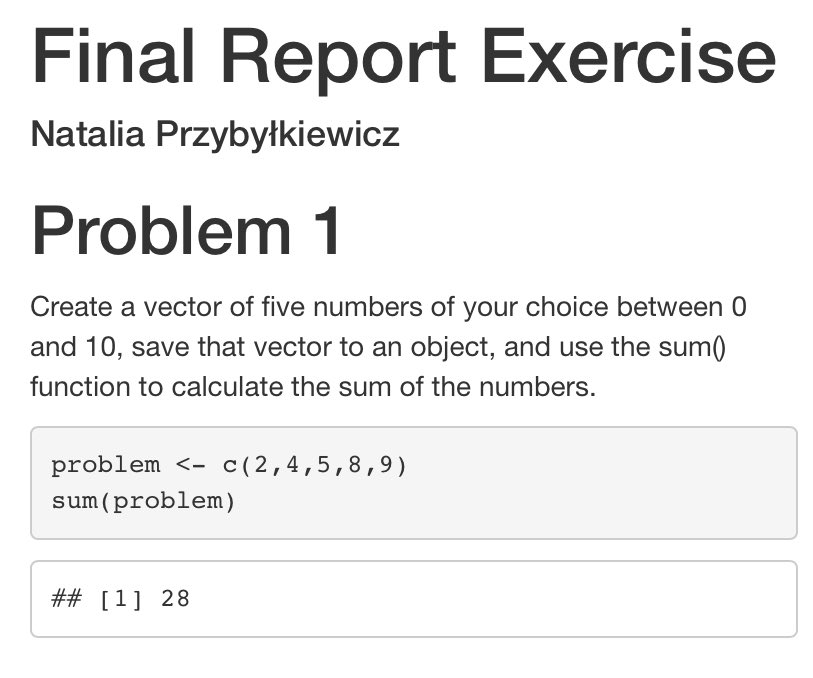 Final Report Exercise
Natalia Przybyłkiewicz
Problem 1
Create a vector of five numbers of your choice between 0
and 10, save that vector to an object, and use the sum()
function to calculate the sum of the numbers.
problem <- c(2,4,5,8,9)
sum(problem)
## [1] 28